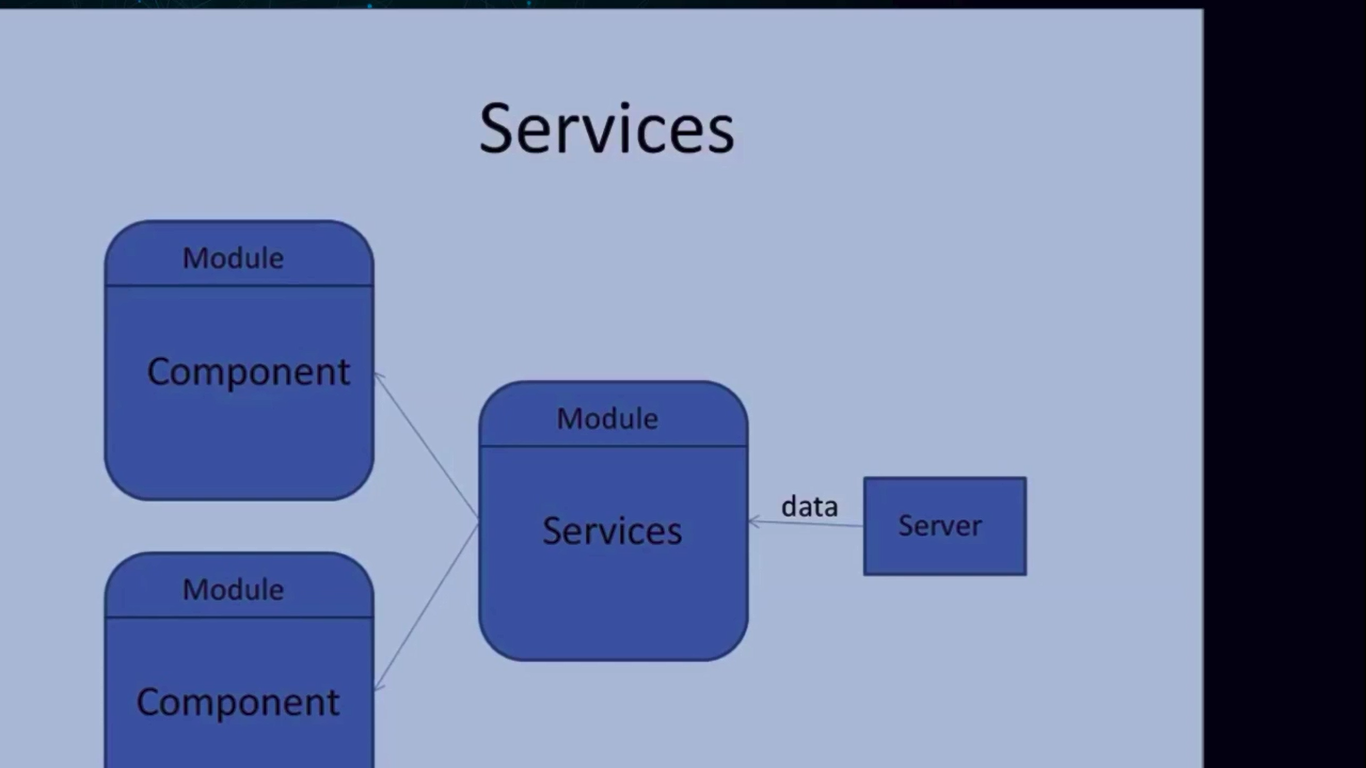 Services
Module
Component
Module
Services
data
Server
Module
Component